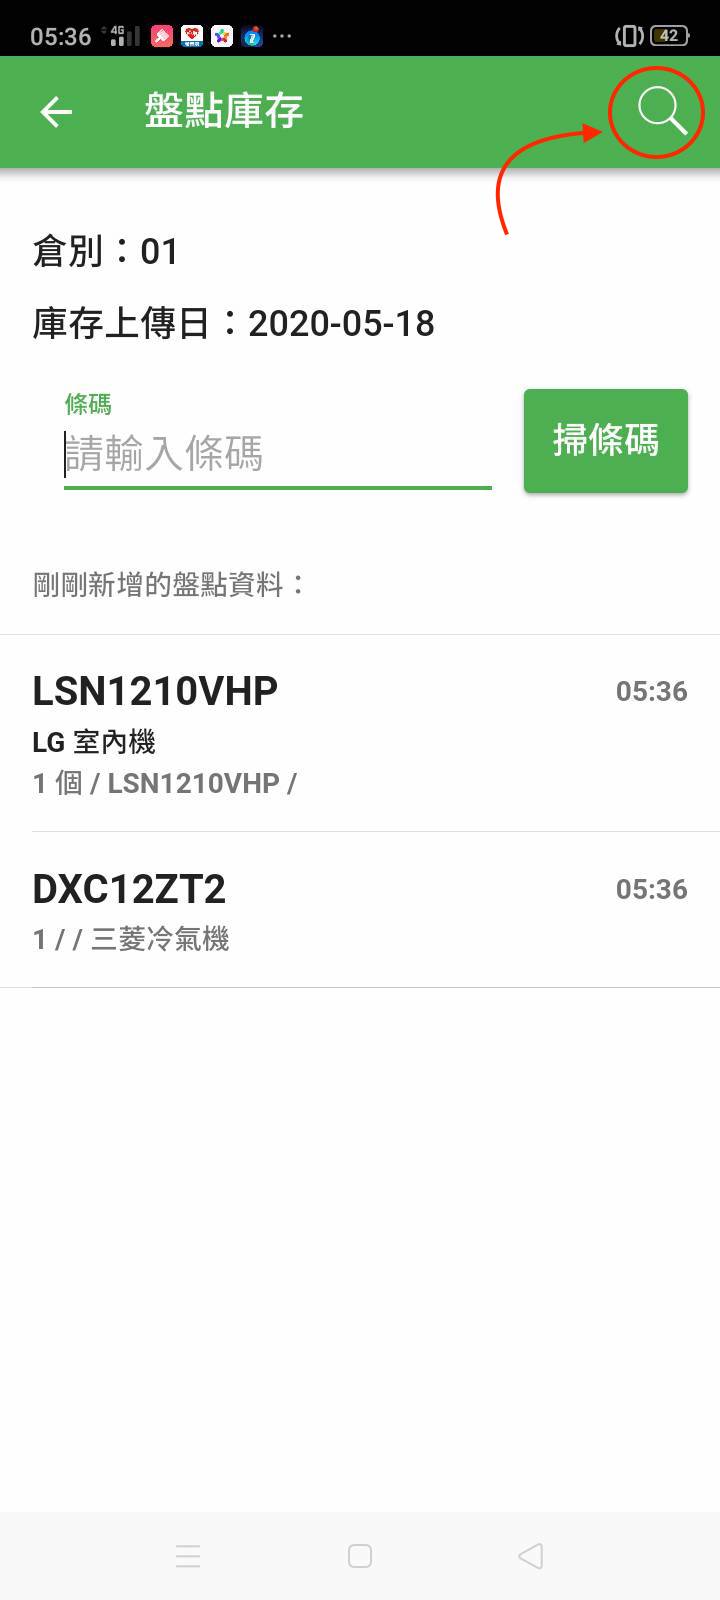 05:36 4G 42
盤點庫存
倉別：01
庫存上傳日：2020-05-18
條碼
請輸入條碼
掃條碼
剛剛新增的盤點資料：
LSN1210VHP 05:36
LG 室內機
1 個 / LSN1210VHP /
DXC12ZT2 05:36
1 / / 三菱冷氣機